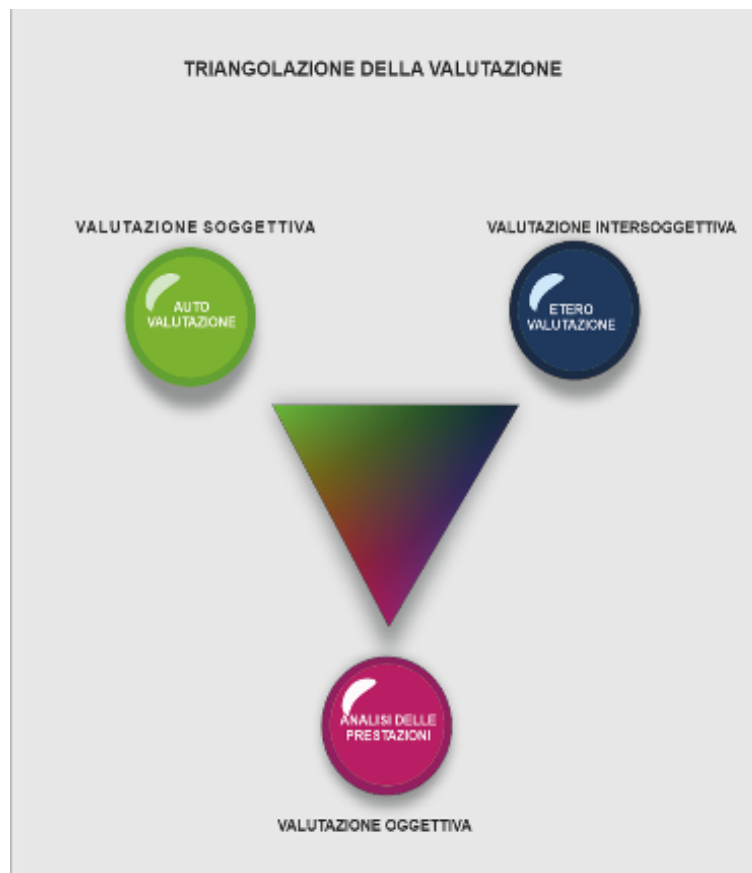 TRIANGOLAZIONE DELLA VALUTAZIONE
VALUTAZIONE SOGGETTIVA
VALUTAZIONE INTERSOGGETTIVA
AUTO
VALUTAZIONE
ETERO
VALUTAZIONE
ANALISI DELLE
PRESTAZIONI
VALUTAZIONE OGGETTIVA